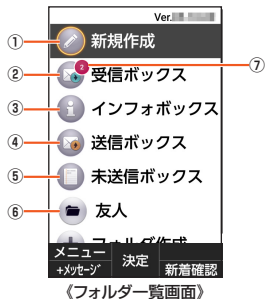 Ver.
① 新規作成
② 2 受信ボックス ⑦
③ インフォボックス
④ 送信ボックス
⑤ 未送信ボックス
⑥ 友人
フォルダ作成
メニュー
+メッセージ 決定 新着確認
《フォルダ一覧画面》